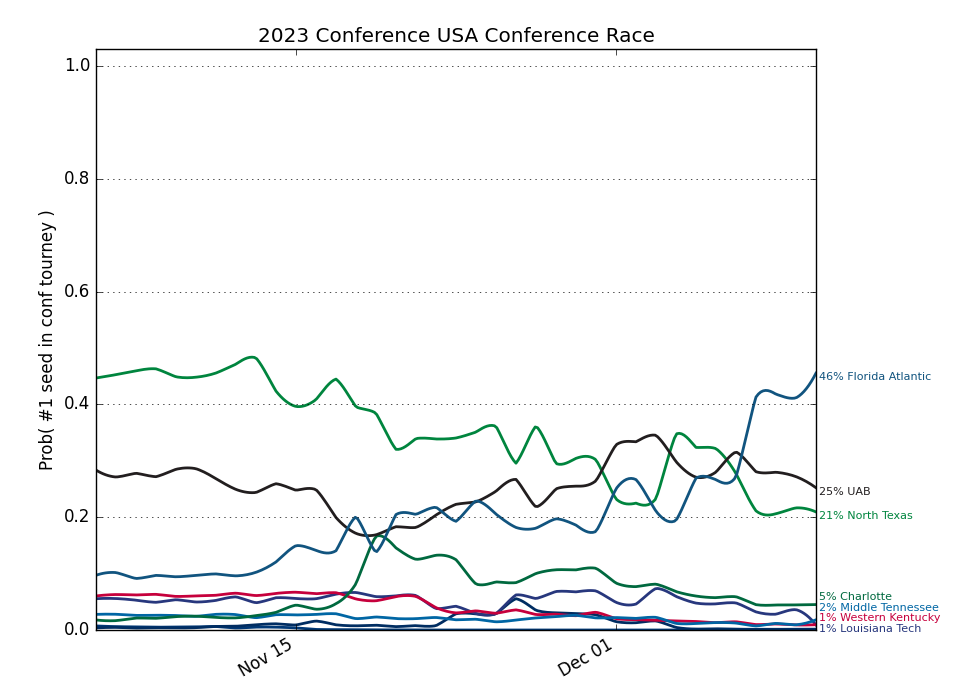 2023 Conference USA Conference Race
Prob( #1 seed in conf tourney )
1.0
0.8
0.6
0.4
0.2
0.0
Nov 15
Dec 01
46% Florida Atlantic
25% UAB
21% North Texas
5% Charlotte
2% Middle Tennessee
1% Western Kentucky
1% Louisiana Tech